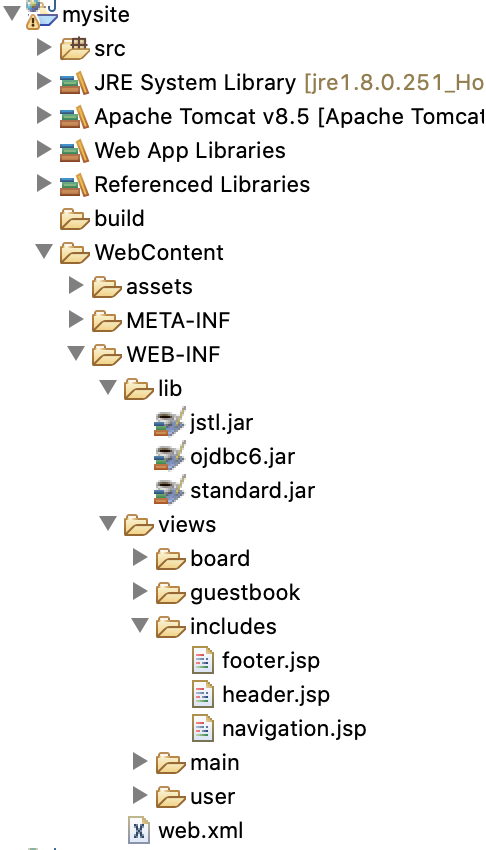 mysite
src
JRE System Library [jre1.8.0.251_Ho
Apache Tomcat v8.5 [Apache Tomcat
Web App Libraries
Referenced Libraries
build
WebContent
assets
META-INF
WEB-INF
lib
jstl.jar
ojdbc6.jar
standard.jar
views
board
guestbook
includes
footer.jsp
header.jsp
navigation.jsp
main
user
web.xml